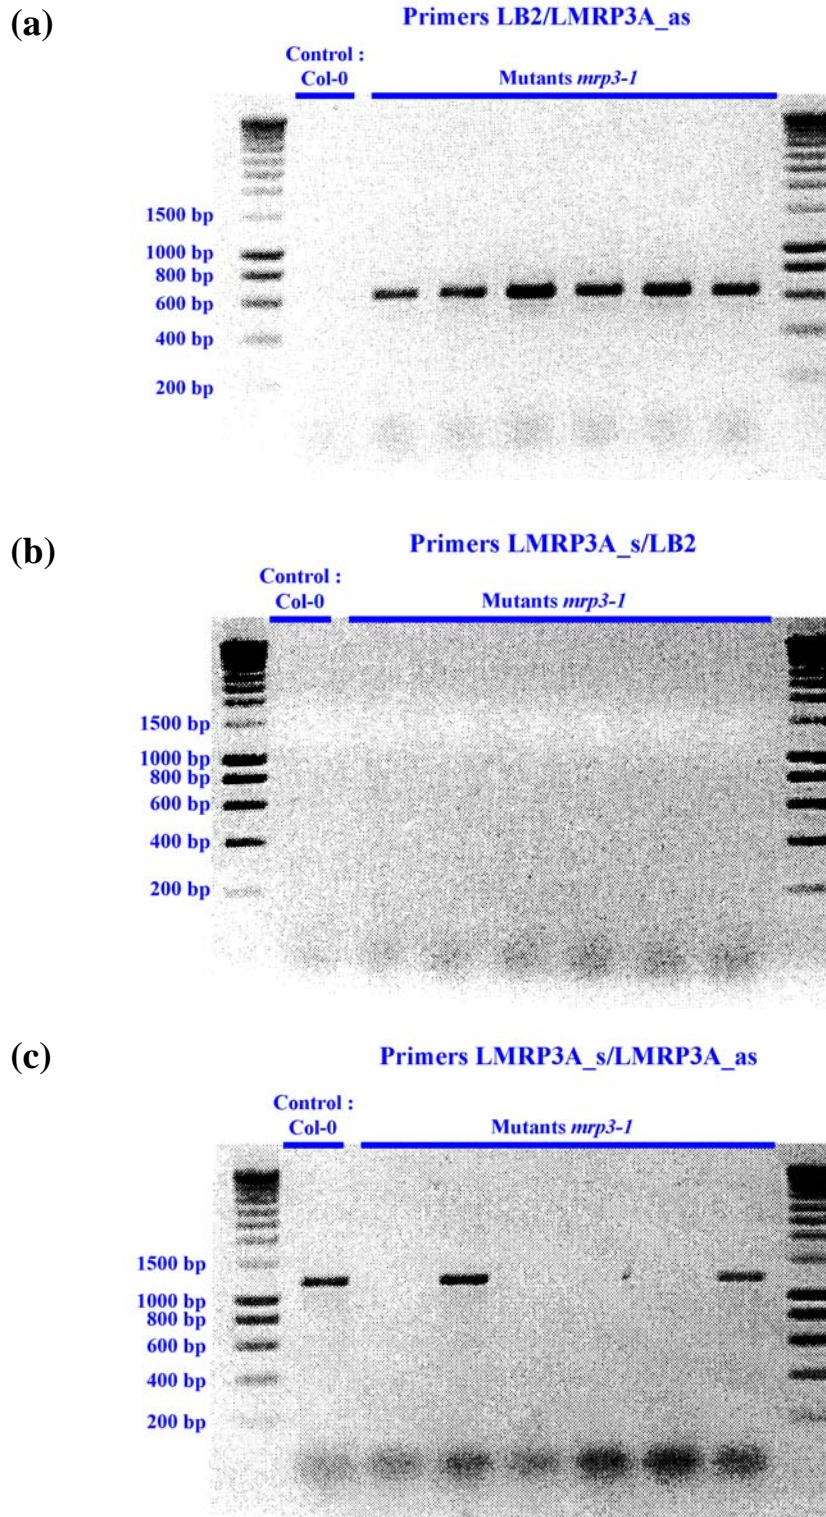 (a)
Primers LB2/LMRP3A_as
Control :
Col-0
Mutants mrp3-1
1500 bp
1000 bp
800 bp
600 bp
400 bp
200 bp
(b)
Primers LMRP3A_s/LB2
Control :
Col-0
Mutants mrp3-1
1500 bp
1000 bp
800 bp
600 bp
400 bp
200 bp
(c)
Primers LMRP3A_s/LMRP3A_as
Control :
Col-0
Mutants mrp3-1
1500 bp
1000 bp
800 bp
600 bp
400 bp
200 bp